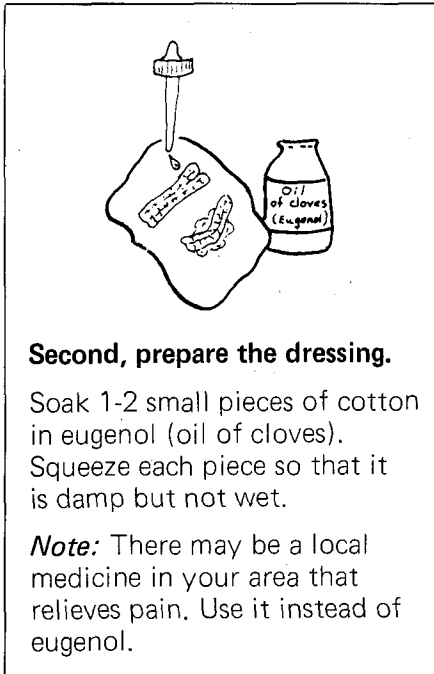 Oil
of cloves
(Eugenol)
Second, prepare the dressing.
Soak 1-2 small pieces of cotton
in eugenol (oil of cloves).
Squeeze each piece so that it
is damp but not wet.
Note: There may be a local
medicine in your area that
relieves pain. Use it instead of
eugenol.